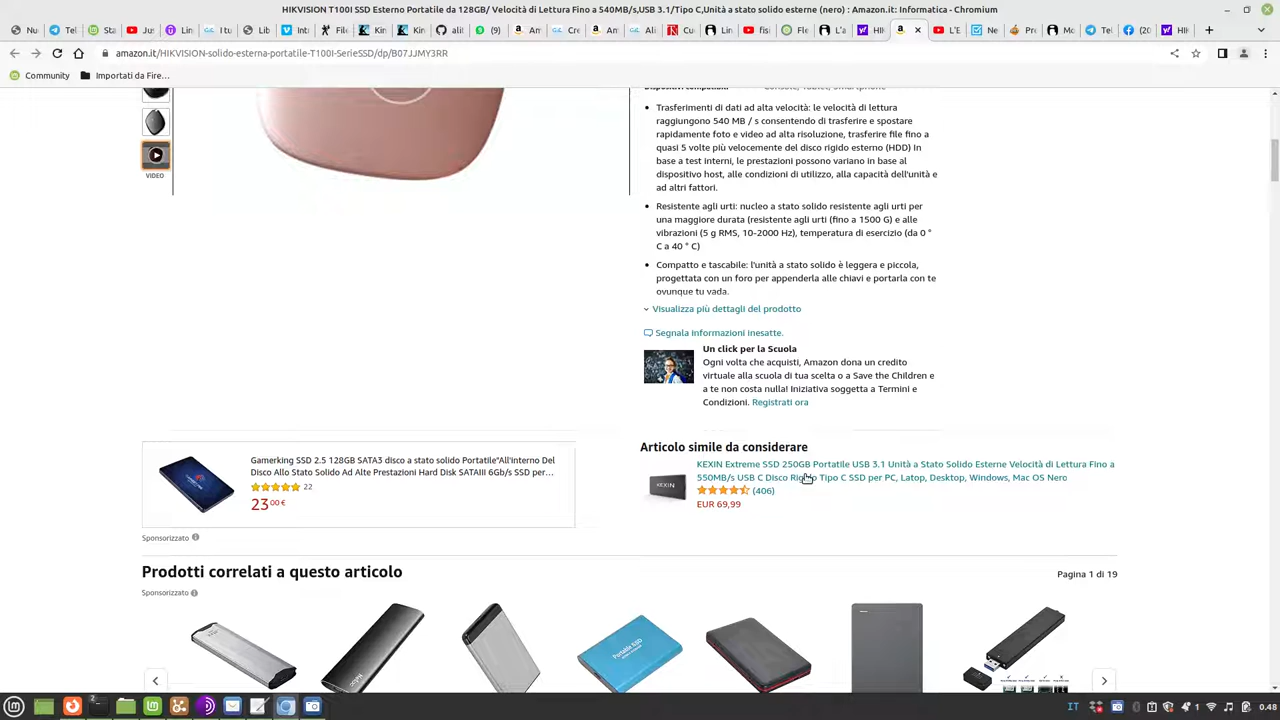 HIKVISION T100I SSD Esterno Portatile da 128GB/ Velocità di Lettura Fino a 540MB/s,USB 3.1/Tipo C,Unità a stato solido esterne (nero) : Amazon.it: Informatica - Chromium
amazon.it/HIKVISION-solido-esterna-portatile-T100I-SerieSSD/dp/B07JJMY3RR
Community
Importati da Fire...
VIDEO
Trasferimenti di dati ad alta velocità: le velocità di lettura
raggiungono 540 MB / s consentendo di trasferire e spostare
rapidamente foto e video ad alta risoluzione, trasferire file fino a
quasi 5 volte più velocemente del disco rigido esterno (HDD) In
base a test interni, le prestazioni possono variano in base al
dispositivo host, alle condizioni di utilizzo, alla capacità dell'unità e
ad altri fattori.
Resistente agli urti: nucleo a stato solido resistente agli urti per
una maggiore durata (resistente agli urti (fino a 1500 G) e alle
vibrazioni (5 g RMS, 10-2000 Hz), temperatura di esercizio (da 0 °
C a 40 ° C)
Compatto e tascabile: l'unità a stato solido è leggera e piccola,
progettata con un foro per appenderla alle chiavi e portarla con te
ovunque tu vada.
Visualizza più dettagli del prodotto
Segnala informazioni inesatte.
Un click per la Scuola
Ogni volta che acquisti, Amazon dona un credito
virtuale alla scuola di tua scelta o a Save the Children e
a te non costa nulla! Iniziativa soggetta a Termini e
Condizioni. Registrati ora
Gamerking SSD 2.5 128GB SATA3 disco a stato solido Portatile"All'interno Del
Disco Allo Stato Solido Ad Alte Prestazioni Hard Disk SATAIII 6Gb/s SSD per...
22
23,00 €
Sponsorizzato
Articolo simile da considerare
KEXIN
KEXIN Extreme SSD 250GB Portatile USB 3.1 Unità a Stato Solido Esterne Velocità di Lettura Fino a
550MB/s USB C Disco Rigido Tipo C SSD per PC, Latop, Desktop, Windows, Mac OS Nero
(406)
EUR 69,99
Prodotti correlati a questo articolo
Pagina 1 di 19
Sponsorizzato
Portable SSD
IT
0.48